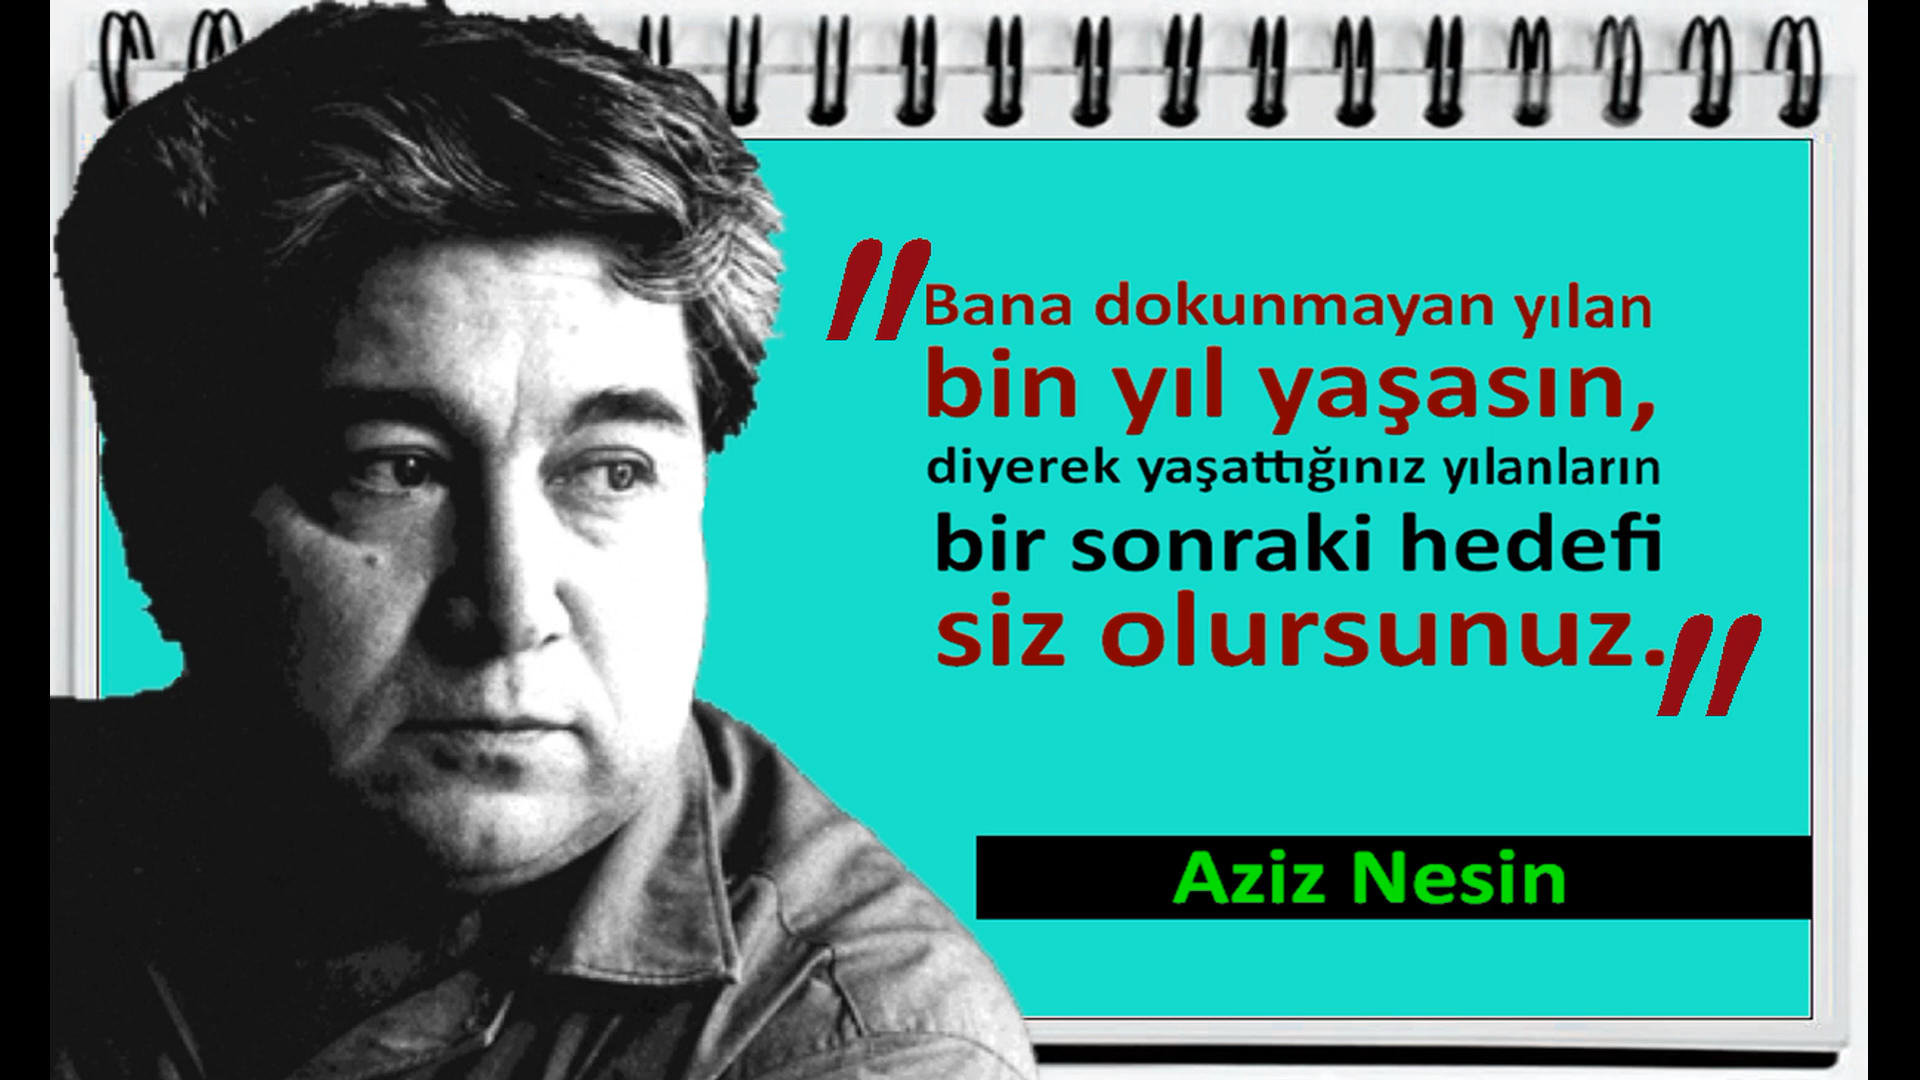 "Bana dokunmayan yılan
bin yıl yaşasın,
diyerek yaşattığınız yılanların
bir sonraki hedefi
siz olursunuz."
Aziz Nesin